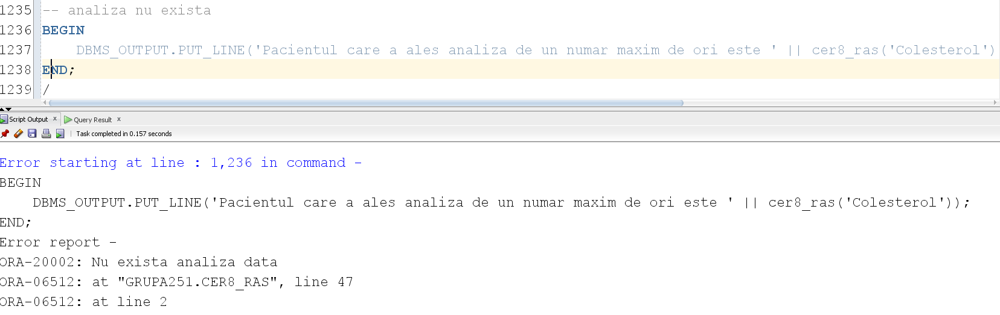 1235 -- analiza nu exista
1236 BEGIN
1237     DBMS_OUTPUT.PUT_LINE('Pacientul care a ales analiza de un numar maxim de ori este ' || cer8_ras('Colesterol')
1238 END;
1239 /
Script Output x Query Result x
Task completed in 0.157 seconds
Error starting at line : 1,236 in command -
BEGIN
    DBMS_OUTPUT.PUT_LINE('Pacientul care a ales analiza de un numar maxim de ori este ' || cer8_ras('Colesterol'));
END;
Error report -
ORA-20002: Nu exista analiza data
ORA-06512: at "GRUPA251.CER8_RAS", line 47
ORA-06512: at line 2